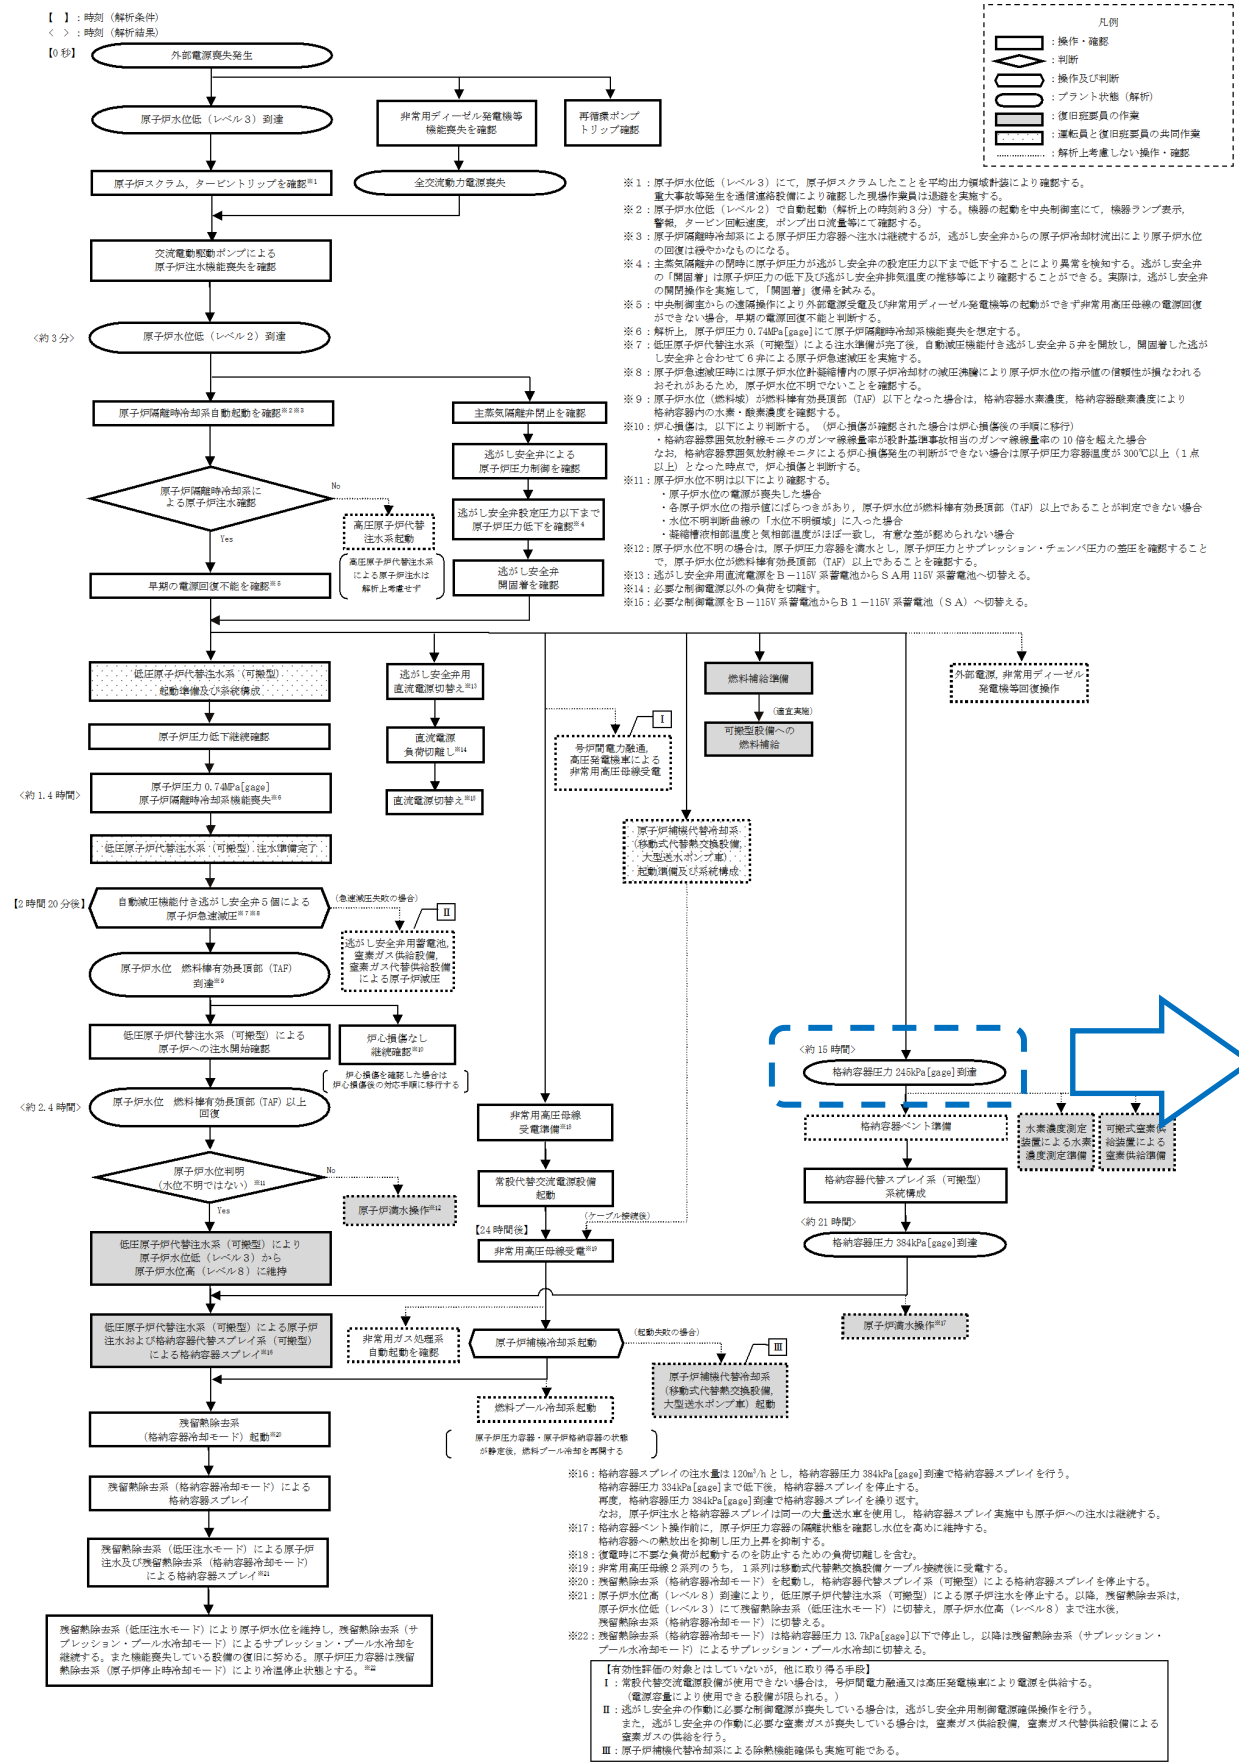 【　】：時刻（解析条件）
＜　＞：時刻（解析結果）
【0秒】
外部電源喪失発生
原子炉水位低（レベル３）到達
非常用ディーゼル発電機等
機能喪失を確認
再循環ポンプ
トリップ確認
原子炉スクラム，タービントリップを確認※1
全交流動力電源喪失
交流電動駆動ポンプによる
原子炉注水機能喪失を確認
＜約3分＞
原子炉水位低（レベル２）到達
原子炉隔離時冷却系自動起動を確認※2※3
主蒸気隔離弁閉止を確認
逃がし安全弁による
原子炉圧力制御を確認
原子炉隔離時冷却系に
よる原子炉注水確認
No
Yes
高圧原子炉代替
注水系起動
高圧原子炉代替注水系
による原子炉注水は
解析上考慮せず
逃がし安全弁設定圧力以下まで
原子炉圧力低下を確認※4
逃がし安全弁
開固着を確認
早期の電源回復不能を確認※5
凡例
：操作・確認
：判断
：操作及び判断
：プラント状態（解析）
：復旧班要員の作業
：運転員と復旧班要員の共同作業
：解析上考慮しない操作・確認
※１：原子炉水位低（レベル３）にて，原子炉スクラムしたことを平均出力領域計装により確認する。
重大事故等発生を通信連絡設備により確認した現場作業員は退避を実施する。
※２：原子炉水位低（レベル２）で自動起動（解析上の時刻約３分）する。機器の起動を中央制御室にて，機器ランプ表示，
警報，タービン回転速度，ポンプ出口流量等にて確認する。
※３：原子炉隔離時冷却系による原子炉圧力容器へ注水は継続するが，逃がし安全弁からの原子炉冷却材流出により原子炉水位
の回復は緩やかなものになる。
※４：主蒸気隔離弁の閉時に原子炉圧力が逃がし安全弁の設定圧力以下まで低下することにより異常を検知する。逃がし安全弁
の「開固着」は原子炉圧力の低下及び逃がし安全弁排気温度の推移等により確認することができる。実際は，逃がし安全弁
の開閉操作を実施して，「開固着」復帰を試みる。
※５：中央制御室からの遠隔操作により外部電源受電及び非常用ディーゼル発電機等の起動ができず非常用高圧母線の電源回復
ができない場合，早期の電源回復不能と判断する。
※６：解析上，原子炉圧力0.74MPa[gage]にて原子炉隔離時冷却系機能喪失を想定する。
※７：低圧原子炉代替注水系（可搬型）による注水準備が完了後，自動減圧機能付き逃がし安全弁５弁を開放し，開固着した逃が
し安全弁と合わせて６弁による原子炉急速減圧を実施する。
※８：原子炉急速減圧時には原子炉水位計凝縮槽内の原子炉冷却材の減圧沸騰により原子炉水位の指示値の信頼性が損なわれる
おそれがあるため，原子炉水位不明でないことを確認する。
※９：原子炉水位（燃料域）が燃料棒有効長頂部（TAF）以下となった場合は，格納容器水素濃度，格納容器酸素濃度により
格納容器内の水素・酸素濃度を確認する。
※10：炉心損傷は，以下により判断する。（炉心損傷が確認された場合は炉心損傷後の手順に移行）
・格納容器雰囲気放射線モニタのガンマ線線量率が設計基準事故相当のガンマ線線量率の10倍を超えた場合
なお，格納容器雰囲気放射線モニタによる炉心損傷発生の判断ができない場合は原子炉圧力容器温度が300℃以上（１点
以上）となった時点で，炉心損傷と判断する。
※11：原子炉水位不明は以下により確認する。
・原子炉水位の電源が喪失した場合
・各原子炉水位の指示値にばらつきがあり，原子炉水位が燃料棒有効長頂部（TAF）以上であることが判定できない場合
・水位不明判断曲線の「水位不明領域」に入った場合
・凝縮槽液相部温度と気相部温度がほぼ一致し，有意な差が認められない場合
※12：原子炉水位不明の場合は，原子炉圧力容器を満水とし，原子炉圧力とサプレッション・チェンバ圧力の差圧を確認すること
で，原子炉水位が燃料棒有効長頂部（TAF）以上であることを確認する。
※13：逃がし安全弁用直流電源をＢ－115V系蓄電池からＳＡ用115V系蓄電池へ切替える。
※14：必要な制御電源以外の負荷を切離す。
※15：必要な制御電源をＢ－115V系蓄電池からＢ１－115V系蓄電池（ＳＡ）へ切替える。
低圧原子炉代替注水系（可搬型）
起動準備及び系統構成
逃がし安全弁用
直流電源切替え※13
燃料補給準備
外部電源，非常用ディーゼル
発電機等回復操作
（適宜実施）
原子炉圧力低下継続確認
直流電源
負荷切離し※14
Ⅰ
号炉間電力融通，
高圧発電機車による
非常用高圧母線受電
可搬型設備への
燃料補給
＜約1.4時間＞
原子炉圧力0.74MPa[gage]
原子炉隔離時冷却系機能喪失※6
直流電源切替え※15
低圧原子炉代替注水系（可搬型）注水準備完了
原子炉補機代替冷却系
（移動式代替熱交換設備，
大型送水ポンプ車）
起動準備及び系統構成
【2時間20分後】
自動減圧機能付き逃がし安全弁５個による
原子炉急速減圧※7※8
（急速減圧失敗の場合）
Ⅱ
逃がし安全弁用蓄電池，
窒素ガス供給設備，
窒素ガス代替供給設備
による原子炉減圧
原子炉水位　燃料棒有効長頂部（TAF）
到達※9
低圧原子炉代替注水系（可搬型）による
原子炉への注水開始確認
炉心損傷なし
継続確認※10
炉心損傷を確認した場合は
炉心損傷後の対応手順に移行する
＜約15時間＞
格納容器圧力245kPa[gage]到達
＜約2.4時間＞
原子炉水位　燃料棒有効長頂部（TAF）以上
回復
非常用高圧母線
受電準備※18
格納容器ベント準備
水素濃度測定
装置による水素
濃度測定準備
可搬式窒素供
給装置による
窒素供給準備
原子炉水位判明
（水位不明ではない）※11
No
Yes
原子炉満水操作※12
常設代替交流電源設備
起動
格納容器代替スプレイ系（可搬型）
系統構成
【24時間後】
（ケーブル接続後）
非常用高圧母線受電※19
＜約21時間＞
格納容器圧力384kPa[gage]到達
低圧原子炉代替注水系（可搬型）により
原子炉水位低（レベル３）から
原子炉水位高（レベル８）に維持
低圧原子炉代替注水系（可搬型）による原子炉
注水および格納容器代替スプレイ系（可搬型）
による格納容器スプレイ※16
非常用ガス処理系
自動起動を確認
原子炉補機冷却系起動
（起動失敗の場合）
Ⅲ
原子炉補機代替冷却系
（移動式代替熱交換設備，
大型送水ポンプ車）起動
原子炉満水操作※17
燃料プール冷却系起動
原子炉圧力容器・原子炉格納容器の状態
が静定後，燃料プール冷却を再開する
残留熱除去系
（格納容器冷却モード）起動※20
残留熱除去系（格納容器冷却モード）による
格納容器スプレイ
残留熱除去系（低圧注水モード）による原子炉
注水及び残留熱除去系（格納容器冷却モード）
による格納容器スプレイ※21
残留熱除去系（低圧注水モード）により原子炉水位を維持し，残留熱除去系（サ
プレッション・プール水冷却モード）によるサプレッション・プール水冷却を
継続する。また機能喪失している設備の復旧に努める。原子炉圧力容器は残留
熱除去系（原子炉停止時冷却モード）により冷温停止状態とする。※22
※16：格納容器スプレイの注水量は120m³/hとし，格納容器圧力384kPa[gage]到達で格納容器スプレイを行う。
格納容器圧力334kPa[gage]まで低下後，格納容器スプレイを停止する。
再度，格納容器圧力384kPa[gage]到達で格納容器スプレイを繰り返す。
なお，原子炉注水と格納容器スプレイは同一の大量送水車を使用し，格納容器スプレイ実施中も原子炉への注水は継続する。
※17：格納容器ベント操作前に，原子炉圧力容器の隔離状態を確認し水位を高めに維持する。
格納容器への熱放出を抑制し圧力上昇を抑制する。
※18：復電時に不要な負荷が起動するのを防止するための負荷切離しを含む。
※19：非常用高圧母線２系列のうち，１系列は移動式代替熱交換設備ケーブル接続後に受電する。
※20：残留熱除去系（格納容器冷却モード）を起動し，格納容器代替スプレイ系（可搬型）による格納容器スプレイを停止する。
※21：原子炉水位高（レベル８）到達により，低圧原子炉代替注水系（可搬型）による原子炉注水を停止する。以降，残留熱除去系は，
原子炉水位低（レベル３）にて残留熱除去系（低圧注水モード）に切替え，原子炉水位高（レベル８）まで注水後，
残留熱除去系（格納容器冷却モード）に切替える。
※22：残留熱除去系（格納容器冷却モード）は格納容器圧力13.7kPa[gage]以下で停止し，以降は残留熱除去系（サプレッション・
プール水冷却モード）によるサプレッション・プール水冷却に切替える。
【有効性評価の対象とはしていないが，他に取り得る手段】
Ⅰ：常設代替交流電源設備が使用できない場合は，号炉間電力融通又は高圧発電機車により電源を供給する。
（電源容量により使用できる設備が限られる。）
Ⅱ：逃がし安全弁の作動に必要な制御電源が喪失している場合は，逃がし安全弁用制御電源確保操作を行う。
また，逃がし安全弁の作動に必要な窒素ガスが喪失している場合は，窒素ガス供給設備，窒素ガス代替供給設備による
窒素ガスの供給を行う。
Ⅲ：原子炉補機代替冷却系による除熱機能確保も実施可能である。